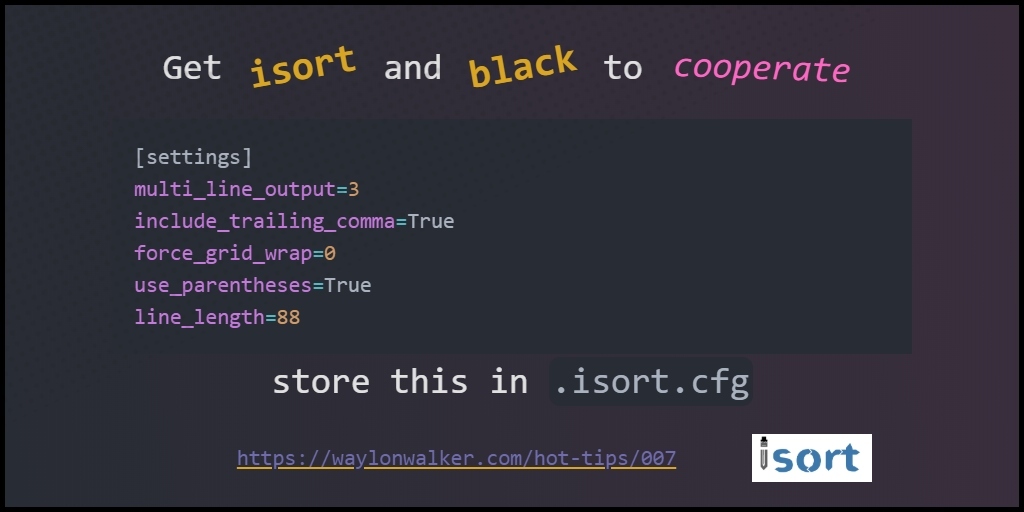 Get isort and black to cooperate
[settings]
multi_line_output=3
include_trailing_comma=True
force_grid_wrap=0
use_parentheses=True
line_length=88
store this in .isort.cfg
https://waylonwalker.com/hot-tips/007
isort